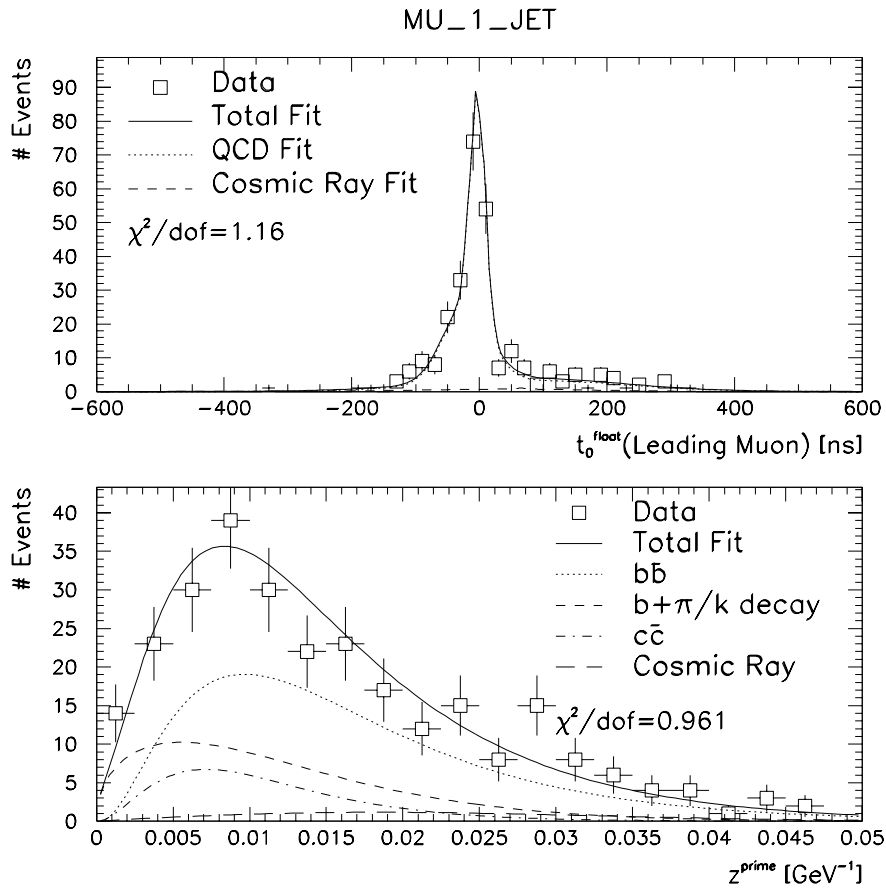 MU_1_JET
# Events
90
80
70
60
50
40
30
20
10
0
□ Data
Total Fit
QCD Fit
Cosmic Ray Fit
χ²/dof=1.16
−600 −400 −200 0 200 400 600
t₀ᶠˡᵒᵃᵗ(Leading Muon) [ns]
# Events
40
35
30
25
20
15
10
5
0
Data
Total Fit
bb̄
b+π/k decay
cc̄
Cosmic Ray
χ²/dof=0.961
0 0.005 0.01 0.015 0.02 0.025 0.03 0.035 0.04 0.045 0.05
zᵖʳⁱᵐᵉ [GeV⁻¹]